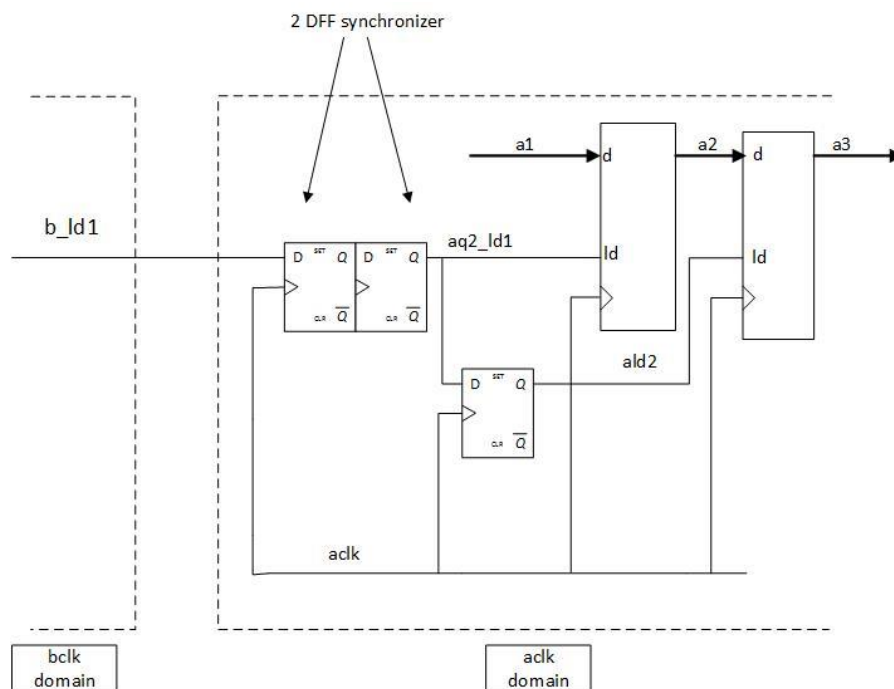 2 DFF synchronizer
a1
d
a2
d
a3
b_ld1
aq2_ld1
ld
ld
D SET Q
CLR Q
D SET Q
CLR Q
ald2
D SET Q
CLR Q
aclk
bclk
domain
aclk
domain